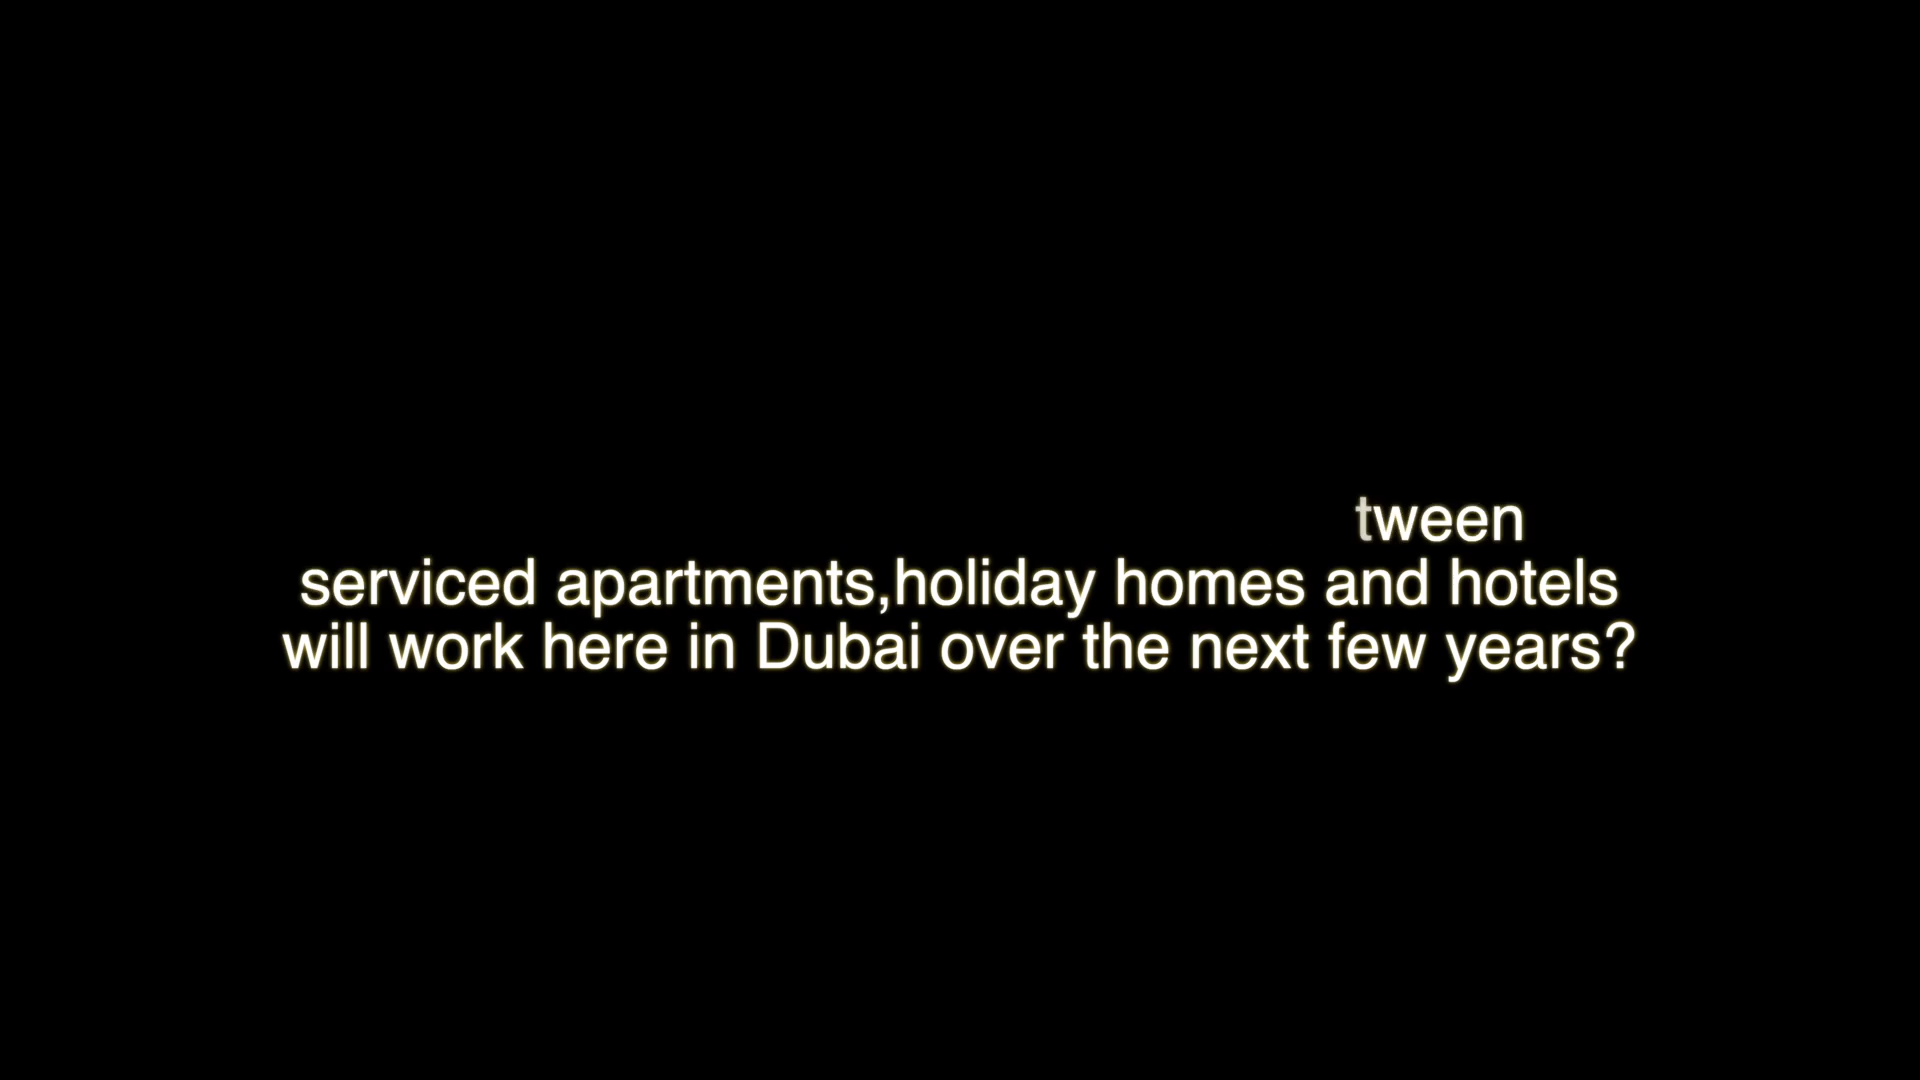 tween
serviced apartments,holiday homes and hotels
will work here in Dubai over the next few years?